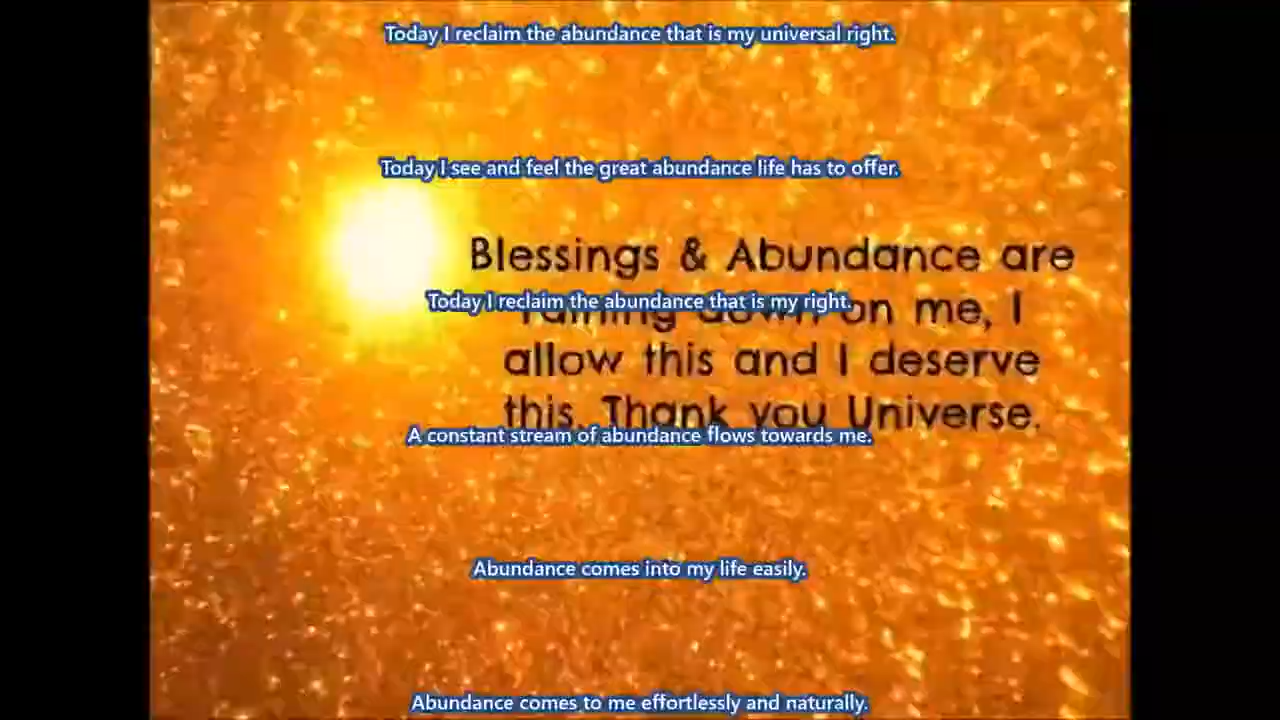 Today I reclaim the abundance that is my universal right.
Today I see and feel the great abundance life has to offer.
Blessings & Abundance are
Today I reclaim the abundance that is my right.
raining down on me, I
allow this and I deserve
this. Thank you Universe.
A constant stream of abundance flows towards me.
Abundance comes into my life easily.
Abundance comes to me effortlessly and naturally.